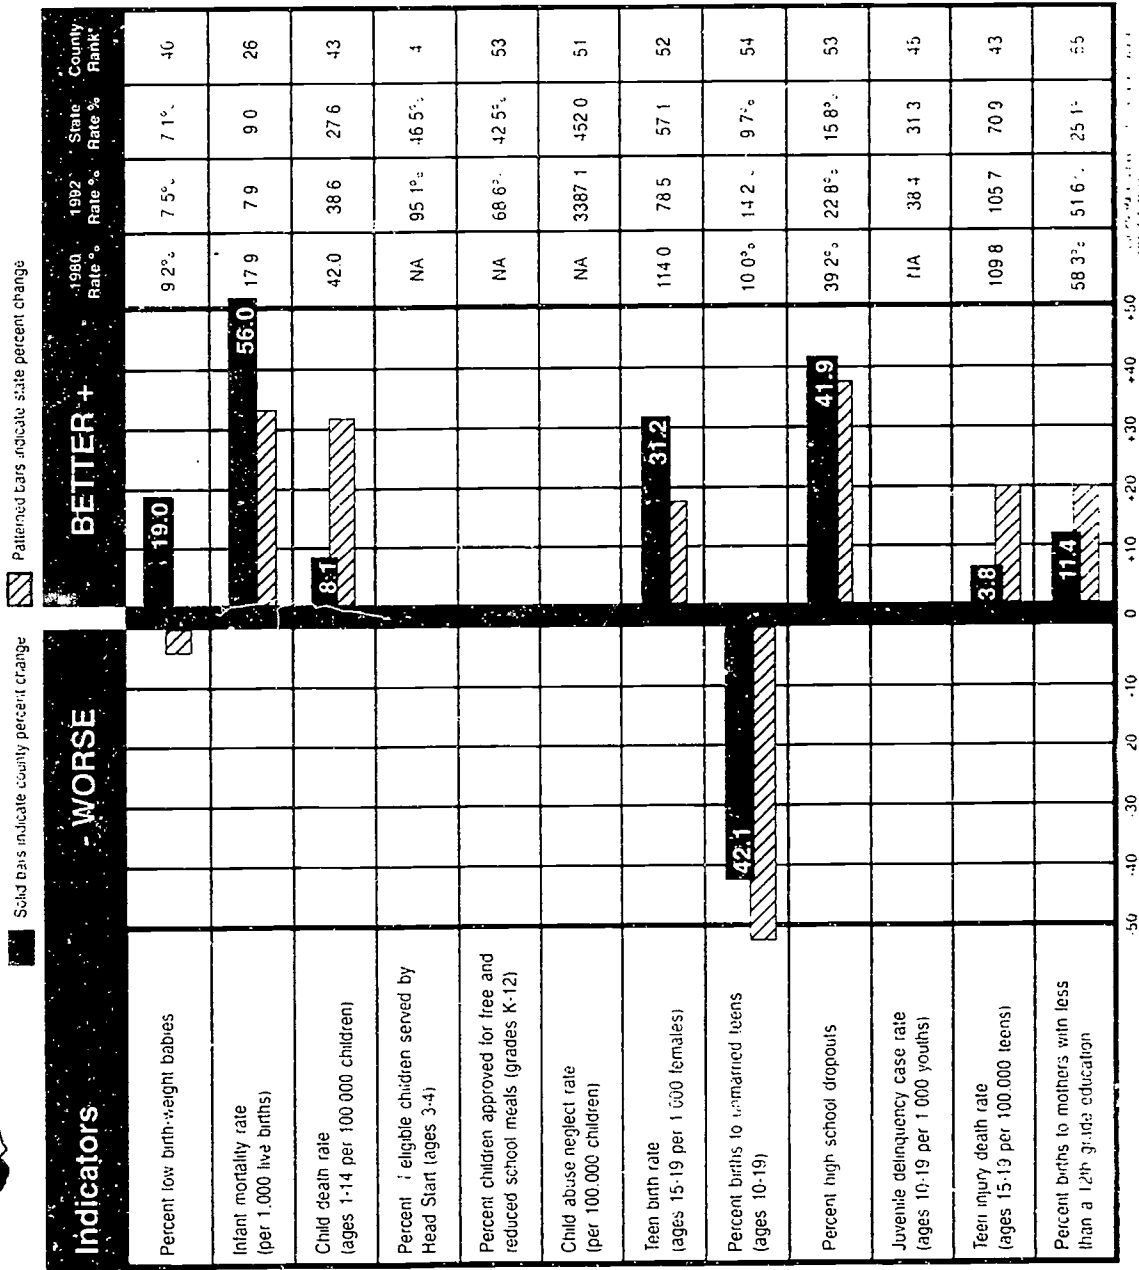 Solid bars indicate county percent change
Patterned bars indicate state percent change
Indicators
- WORSE
BETTER +
1980 Rate %
1992 Rate %
State Rate %
County Rank*
Percent low birth-weight babies
19.0
9.2%
7.5%
7.1%
40
Infant mortality rate
(per 1,000 live births)
56.0
17.9
7.9
9.0
26
Child death rate
(ages 1-14 per 100,000 children)
8.1
42.0
38.6
27.6
43
Percent eligible children served by
Head Start (ages 3-4)
NA
95.1%
46.5%
4
Percent children approved for free and
reduced school meals (grades K-12)
NA
68.6%
42.5%
53
Child abuse neglect rate
(per 100,000 children)
NA
3387.1
452.0
51
Teen birth rate
(ages 15-19 per 1,000 females)
31.2
114.0
78.5
57.1
52
Percent births to unmarried teens
(ages 10-19)
42.1
10.0%
14.2%
9.7%
54
Percent high school dropouts
41.9
39.2%
22.8%
15.8%
53
Juvenile delinquency case rate
(ages 10-19 per 1,000 youths)
NA
38.4
31.3
45
Teen injury death rate
(ages 15-19 per 100,000 teens)
3.8
109.8
105.7
70.9
43
Percent births to mothers with less
than a 12th grade education
11.4
58.3%
51.6%
25.1%
55
-50 -40 -30 -20 -10 0 +10 +20 +30 +40 +50